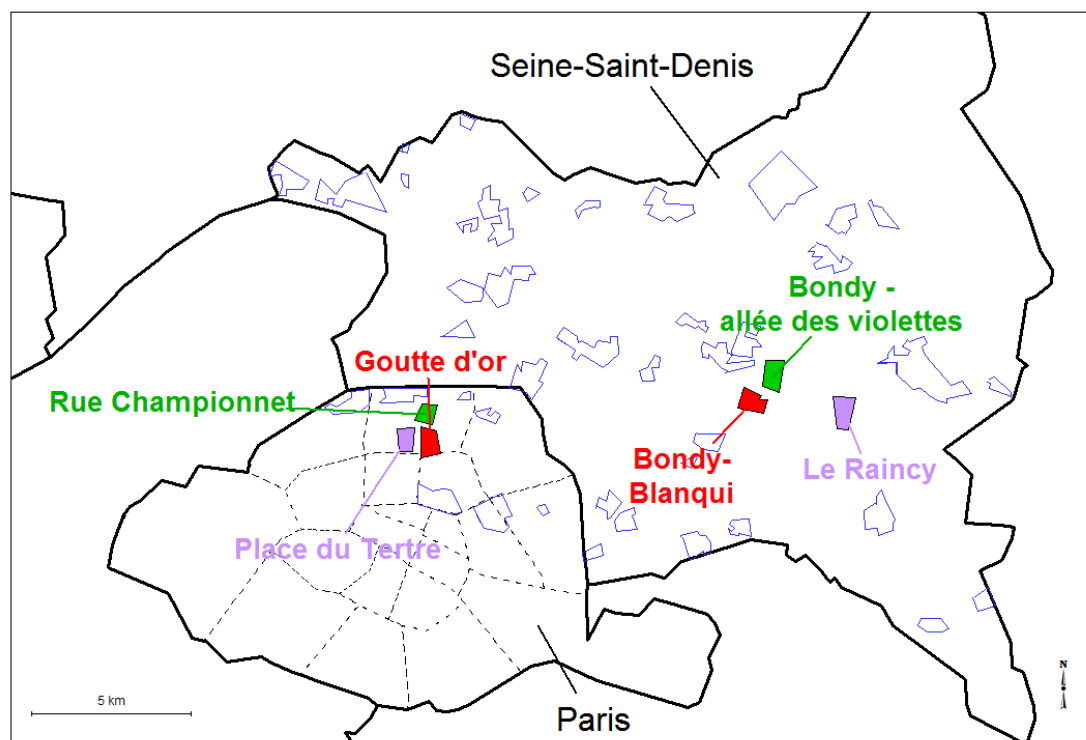 Seine-Saint-Denis
Bondy -
allée des violettes
Goutte d'or
Rue Championnet
Bondy-
Blanqui
Le Raincy
Place du Tertre
N
5 km
Paris